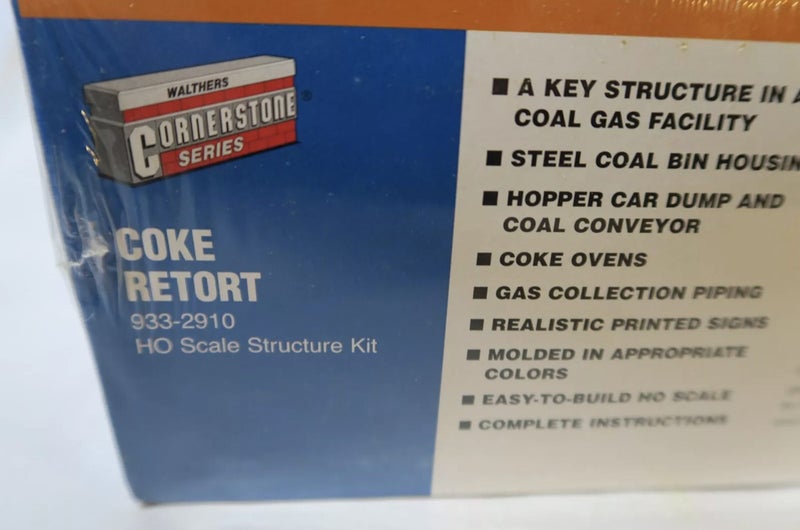 WALTHERS
CORNERSTONE®
SERIES
COKE
RETORT
933-2910
HO Scale Structure Kit
■ A KEY STRUCTURE IN A
COAL GAS FACILITY
■ STEEL COAL BIN HOUSIN
■ HOPPER CAR DUMP AND
COAL CONVEYOR
■ COKE OVENS
■ GAS COLLECTION PIPING
■ REALISTIC PRINTED SIGNS
■ MOLDED IN APPROPRIATE
COLORS
■ EASY-TO-BUILD HO SCALE
■ COMPLETE INSTRUCTIONS